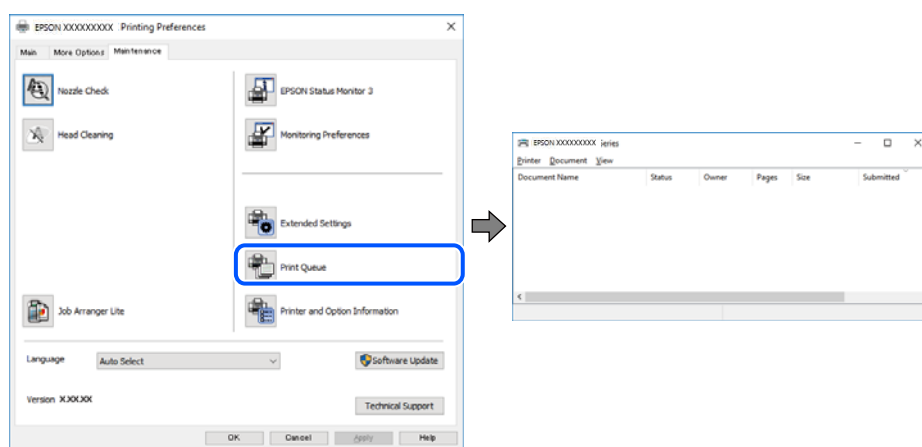 EPSON XXXXXXXXX Printing Preferences
Main More Options Maintenance
Nozzle Check
EPSON Status Monitor 3
Head Cleaning
Monitoring Preferences
Extended Settings
Print Queue
Job Arranger Lite
Printer and Option Information
Language Auto Select
Software Update
Version X.XX.XX
Technical Support
OK Cancel Apply Help
EPSON XXXXXXXXX ieries
Printer Document View
Document Name Status Owner Pages Size Submitted